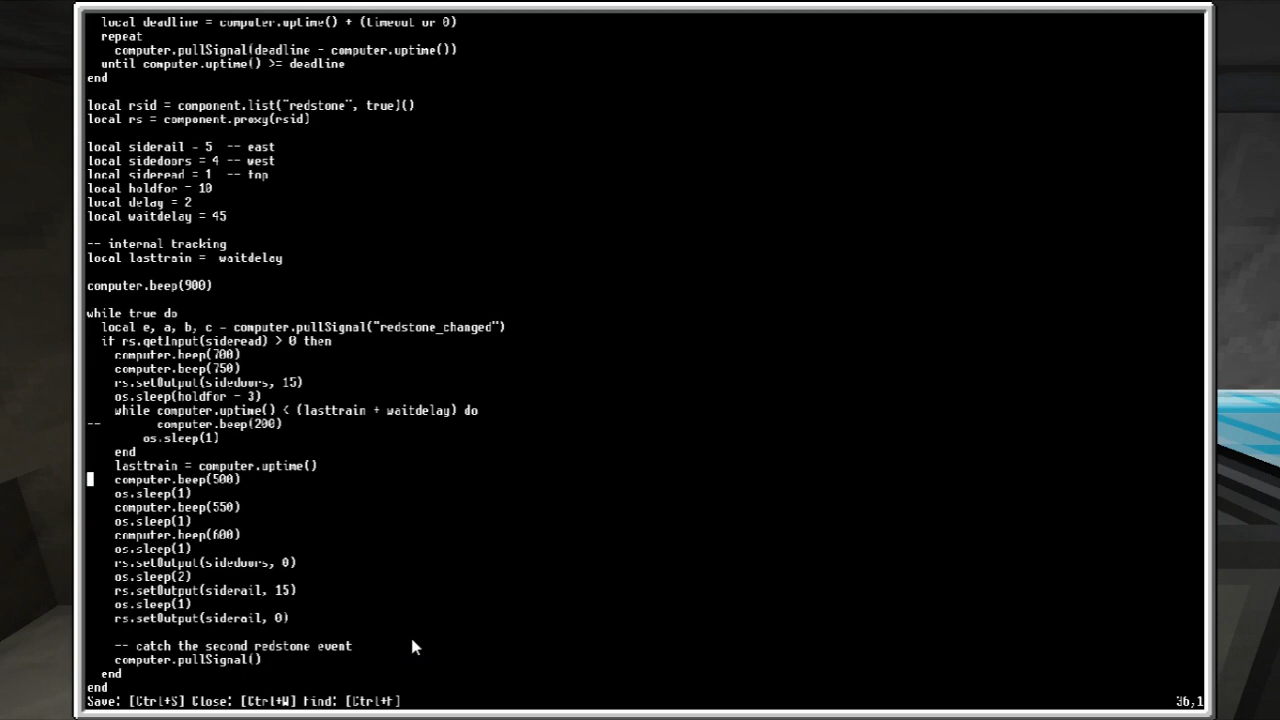 local deadline = computer.uptime() + (timeout or 0)
  repeat
    computer.pullSignal(deadline - computer.uptime())
  until computer.uptime() >= deadline
end

local rsid = component.list("redstone", true)()
local rs = component.proxy(rsid)

local siderail = 5  -- east
local sidedoors = 4 -- west
local sideread = 1  -- top
local holdfor = 10
local delay = 2
local waitdelay = 45

-- internal tracking
local lasttrain = -waitdelay

computer.beep(900)

while true do
  local e, a, b, c = computer.pullSignal("redstone_changed")
  if rs.getInput(sideread) > 0 then
    computer.beep(700)
    computer.beep(750)
    rs.setOutput(sidedoors, 15)
    os.sleep(holdfor - 3)
    while computer.uptime() < (lasttrain + waitdelay) do
--        computer.beep(200)
        os.sleep(1)
    end
    lasttrain = computer.uptime()
    computer.beep(500)
    os.sleep(1)
    computer.beep(550)
    os.sleep(1)
    computer.beep(600)
    os.sleep(1)
    rs.setOutput(sidedoors, 0)
    os.sleep(2)
    rs.setOutput(siderail, 15)
    os.sleep(1)
    rs.setOutput(siderail, 0)

    -- catch the second redstone event
    computer.pullSignal()
  end
end
Save: [Ctrl+S] Close: [Ctrl+W] Find: [Ctrl+F] 36,1